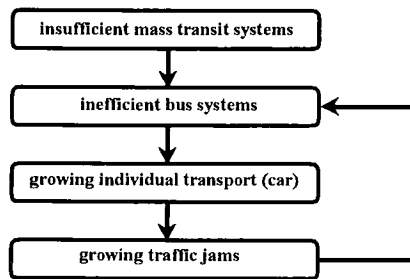 insufficient mass transit systems
inefficient bus systems
growing individual transport (car)
growing traffic jams